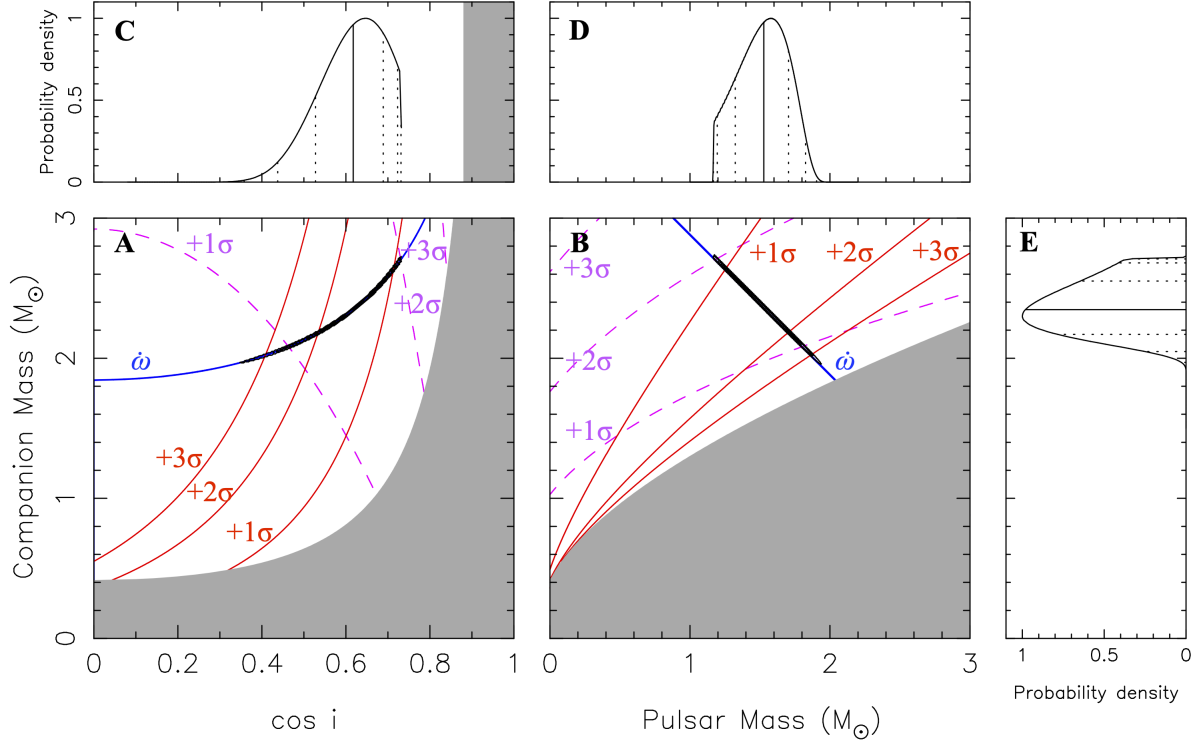 C
D
Probability density
1
0.5
0
A
B
E
+1σ
+3σ
+2σ
ω̇
+3σ
+2σ
+1σ
+3σ
+2σ
+1σ
+1σ
+2σ
+3σ
ω̇
Companion Mass (M⊙)
3
2
1
0
0 0.2 0.4 0.6 0.8 1
cos i
0 1 2 3
Pulsar Mass (M⊙)
1 0.5 0
Probability density